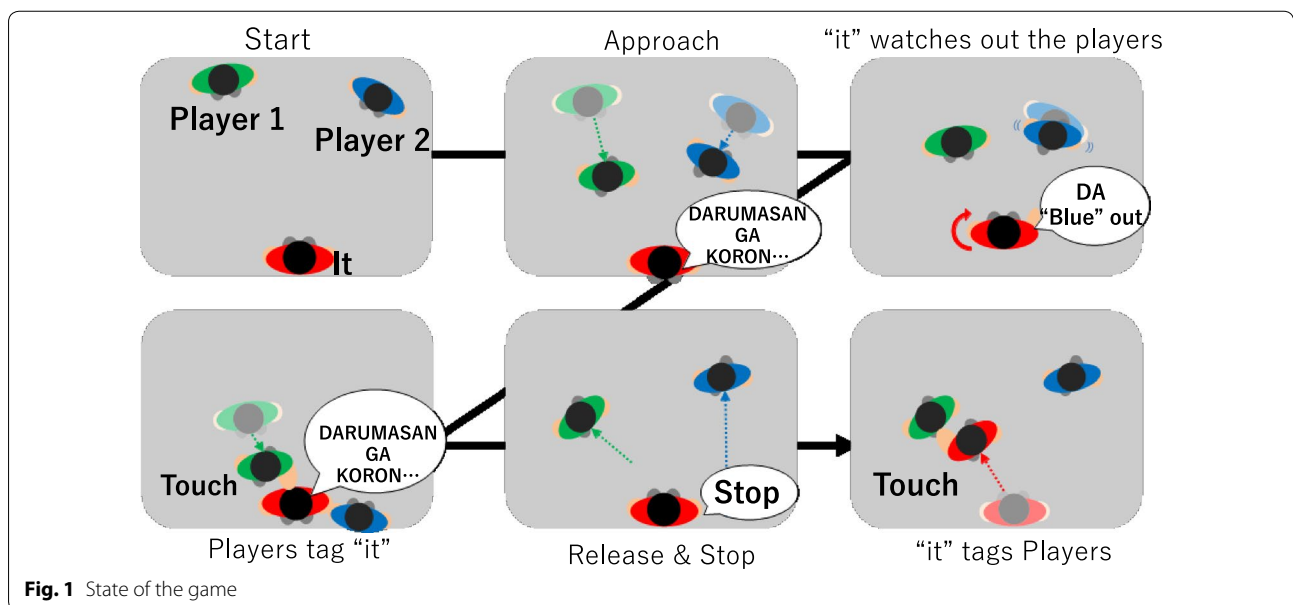 Start
Player 1
Player 2
It
Approach
DARUMASAN
GA
KORON…
“it” watches out the players
DA
“Blue” out
Touch
DARUMASAN
GA
KORON…
Players tag “it”
Stop
Release & Stop
Touch
“it” tags Players
Fig. 1 State of the game